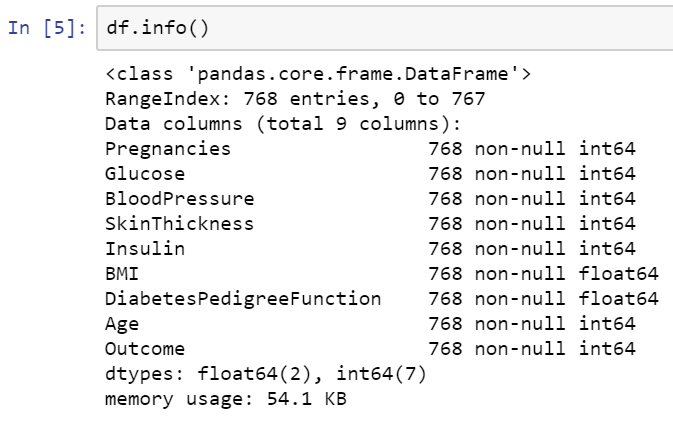 In [5]: df.info()
<class 'pandas.core.frame.DataFrame'>
RangeIndex: 768 entries, 0 to 767
Data columns (total 9 columns):
Pregnancies                 768 non-null int64
Glucose                     768 non-null int64
BloodPressure               768 non-null int64
SkinThickness               768 non-null int64
Insulin                     768 non-null int64
BMI                         768 non-null float64
DiabetesPedigreeFunction    768 non-null float64
Age                         768 non-null int64
Outcome                     768 non-null int64
dtypes: float64(2), int64(7)
memory usage: 54.1 KB